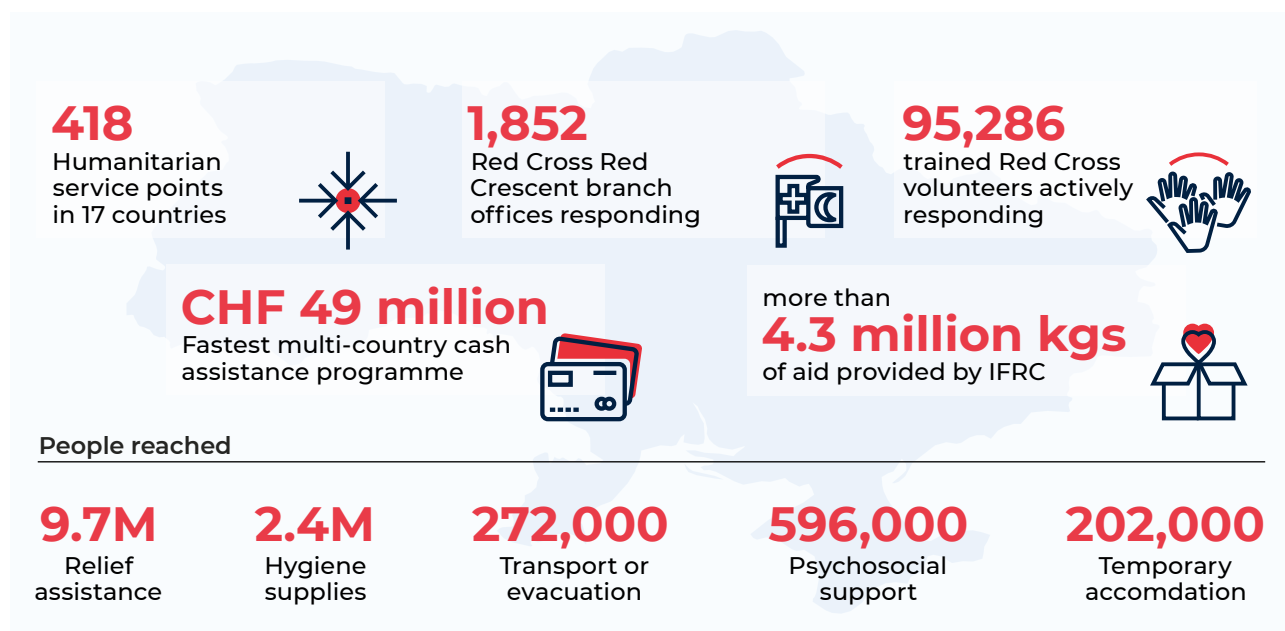 418
Humanitarian
service points
in 17 countries
1,852
Red Cross Red
Crescent branch
offices responding
95,286
trained Red Cross
volunteers actively
responding
CHF 49 million
Fastest multi-country cash
assistance programme
more than
4.3 million kgs
of aid provided by IFRC
People reached
9.7M
Relief
assistance
2.4M
Hygiene
supplies
272,000
Transport or
evacuation
596,000
Psychosocial
support
202,000
Temporary
accomdation